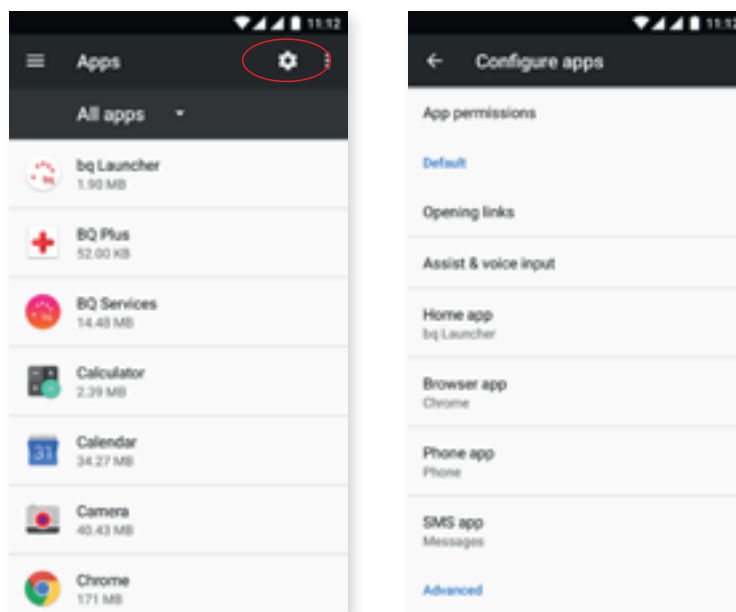 11:12
Apps
All apps
bq Launcher
1.90 MB
BQ Plus
52.00 KB
BQ Services
14.48 MB
Calculator
2.39 MB
31
Calendar
34.27 MB
Camera
40.43 MB
Chrome
171 MB
11:12
Configure apps
App permissions
Default
Opening links
Assist & voice input
Home app
bq Launcher
Browser app
Chrome
Phone app
Phone
SMS app
Messages
Advanced